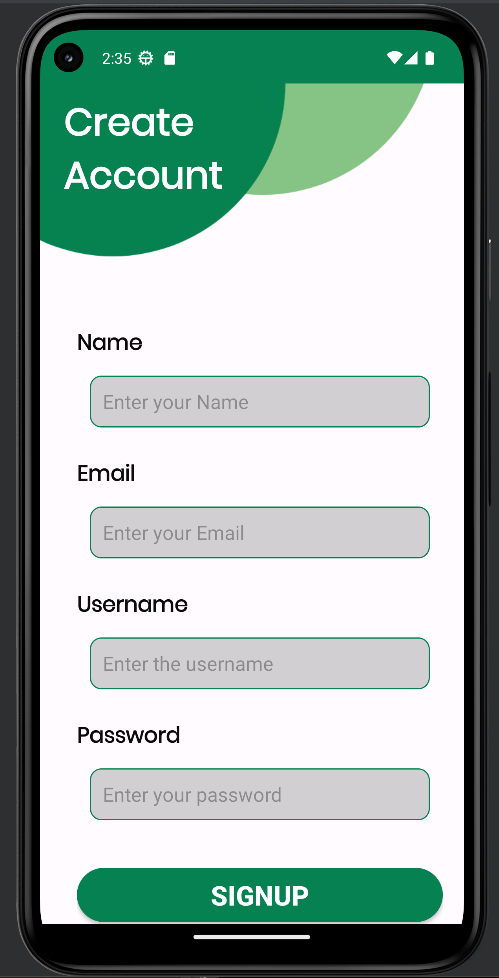 2:35
Create
Account
Name
Enter your Name
Email
Enter your Email
Username
Enter the username
Password
Enter your password
SIGNUP